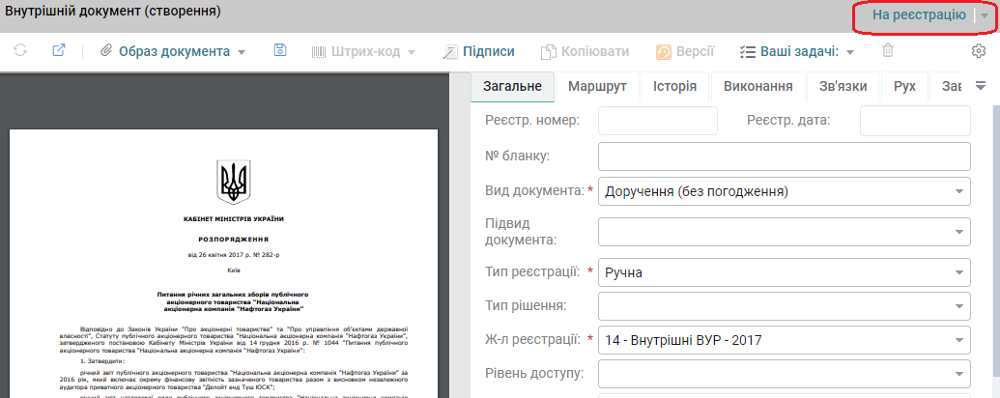 Внутрішній документ (створення)
На реєстрацію
Образ документа
Штрих-код
Підписи
Копіювати
Версії
Ваші задачі:
КАБІНЕТ МІНІСТРІВ УКРАЇНИ
РОЗПОРЯДЖЕННЯ
від 26 квітня 2017 р. № 282-р
Київ
Питання річних загальних зборів публічного
акціонерного товариства "Національна
акціонерна компанія "Нафтогаз України"
Відповідно до Законів України "Про акціонерні товариства" та "Про управління об'єктами державної
власності", Статуту публічного акціонерного товариства "Національна акціонерна компанія "Нафтогаз України",
затвердженого постановою Кабінету Міністрів України від 14 грудня 2016 р. № 1044 "Питання публічного
акціонерного товариства "Національна акціонерна компанія "Нафтогаз України":
1. Затвердити:
річний звіт публічного акціонерного товариства "Національна акціонерна компанія "Нафтогаз України" за
2016 рік, який включає окрему фінансову звітність зазначеного товариства разом з висновком незалежного
аудитора приватного акціонерного товариства "Делойт енд Туш ЮСК";
Загальне
Маршрут
Історія
Виконання
Зв'язки
Рух
Зав
Реєстр. номер:
Реєстр. дата:
№ бланку:
Вид документа: * Доручення (без погодження)
Підвид
документа:
Тип реєстрації: * Ручна
Тип рішення:
Ж-л реєстрації: * 14 - Внутрішні ВУР - 2017
Рівень доступу: